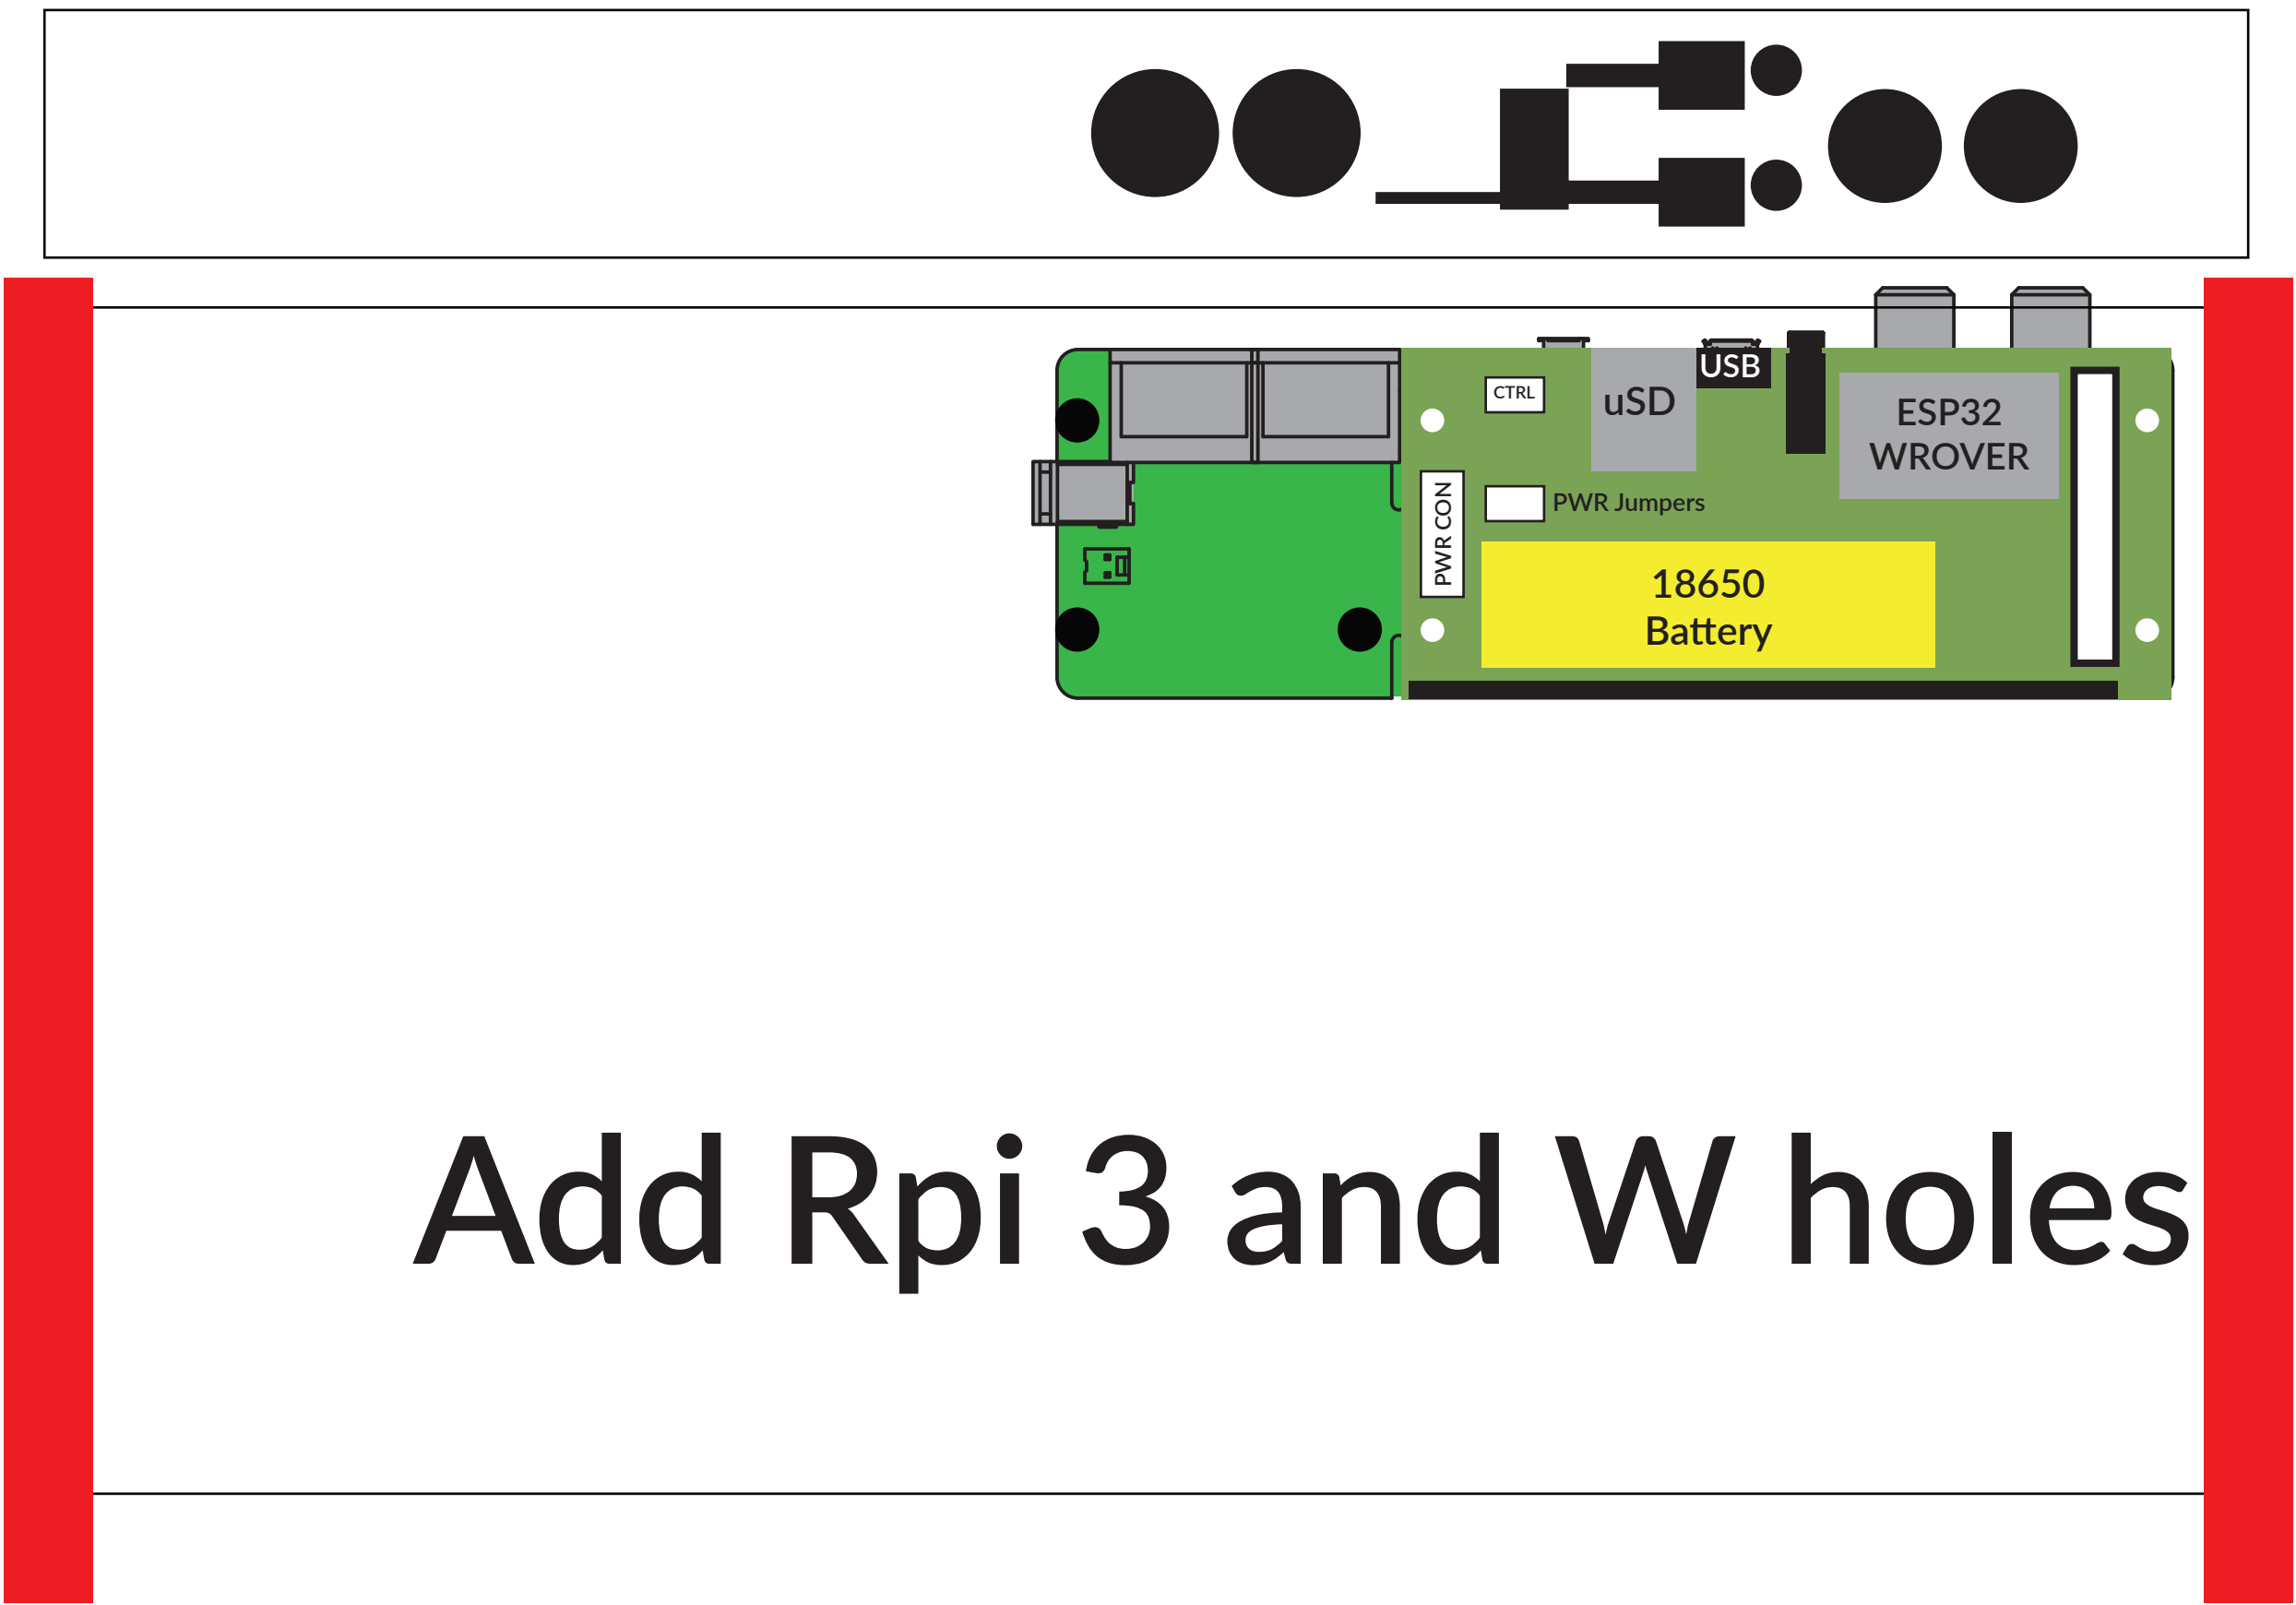 USB
CTRL
uSD
ESP32
WROVER
PWR CON
PWR Jumpers
18650
Battery
Add Rpi 3 and W holes